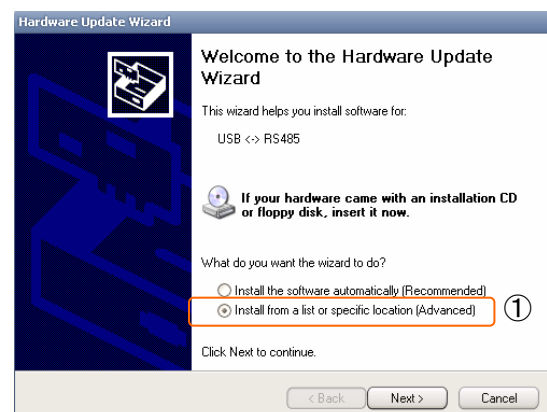 Hardware Update Wizard
Welcome to the Hardware Update
Wizard
This wizard helps you install software for:
USB <-> RS485
If your hardware came with an installation CD
or floppy disk, insert it now.
What do you want the wizard to do?
Install the software automatically (Recommended)
Install from a list or specific location (Advanced)
①
Click Next to continue.
< Back
Next >
Cancel